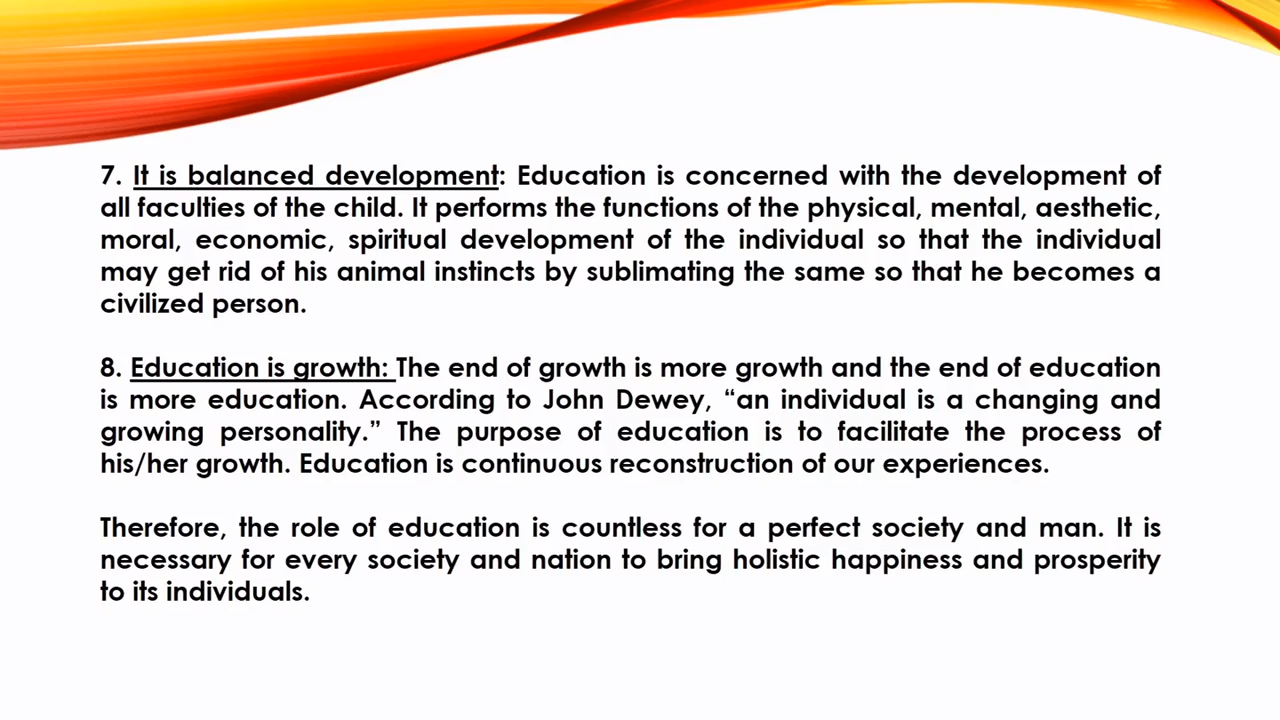 7. It is balanced development: Education is concerned with the development of
all faculties of the child. It performs the functions of the physical, mental, aesthetic,
moral, economic, spiritual development of the individual so that the individual
may get rid of his animal instincts by sublimating the same so that he becomes a
civilized person.
8. Education is growth: The end of growth is more growth and the end of education
is more education. According to John Dewey, “an individual is a changing and
growing personality.” The purpose of education is to facilitate the process of
his/her growth. Education is continuous reconstruction of our experiences.
Therefore, the role of education is countless for a perfect society and man. It is
necessary for every society and nation to bring holistic happiness and prosperity
to its individuals.